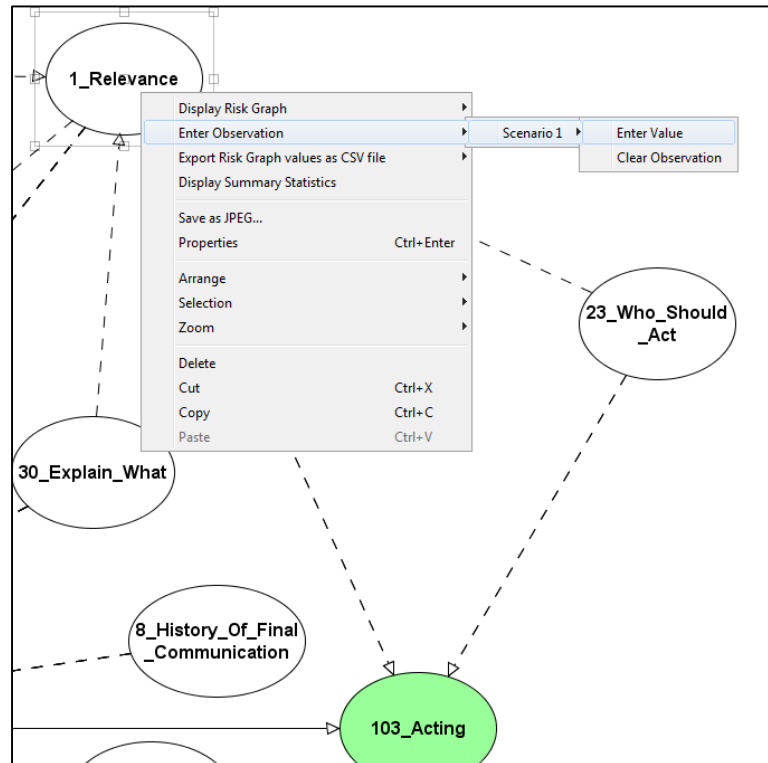 1_Relevance
Display Risk Graph
Enter Observation
Scenario 1
Enter Value
Export Risk Graph values as CSV file
Clear Observation
Display Summary Statistics
Save as JPEG...
Properties Ctrl+Enter
Arrange
Selection
Zoom
Delete
Cut Ctrl+X
Copy Ctrl+C
Paste Ctrl+V
23_Who_Should
_Act
30_Explain_What
8_History_Of_Final
_Communication
103_Acting